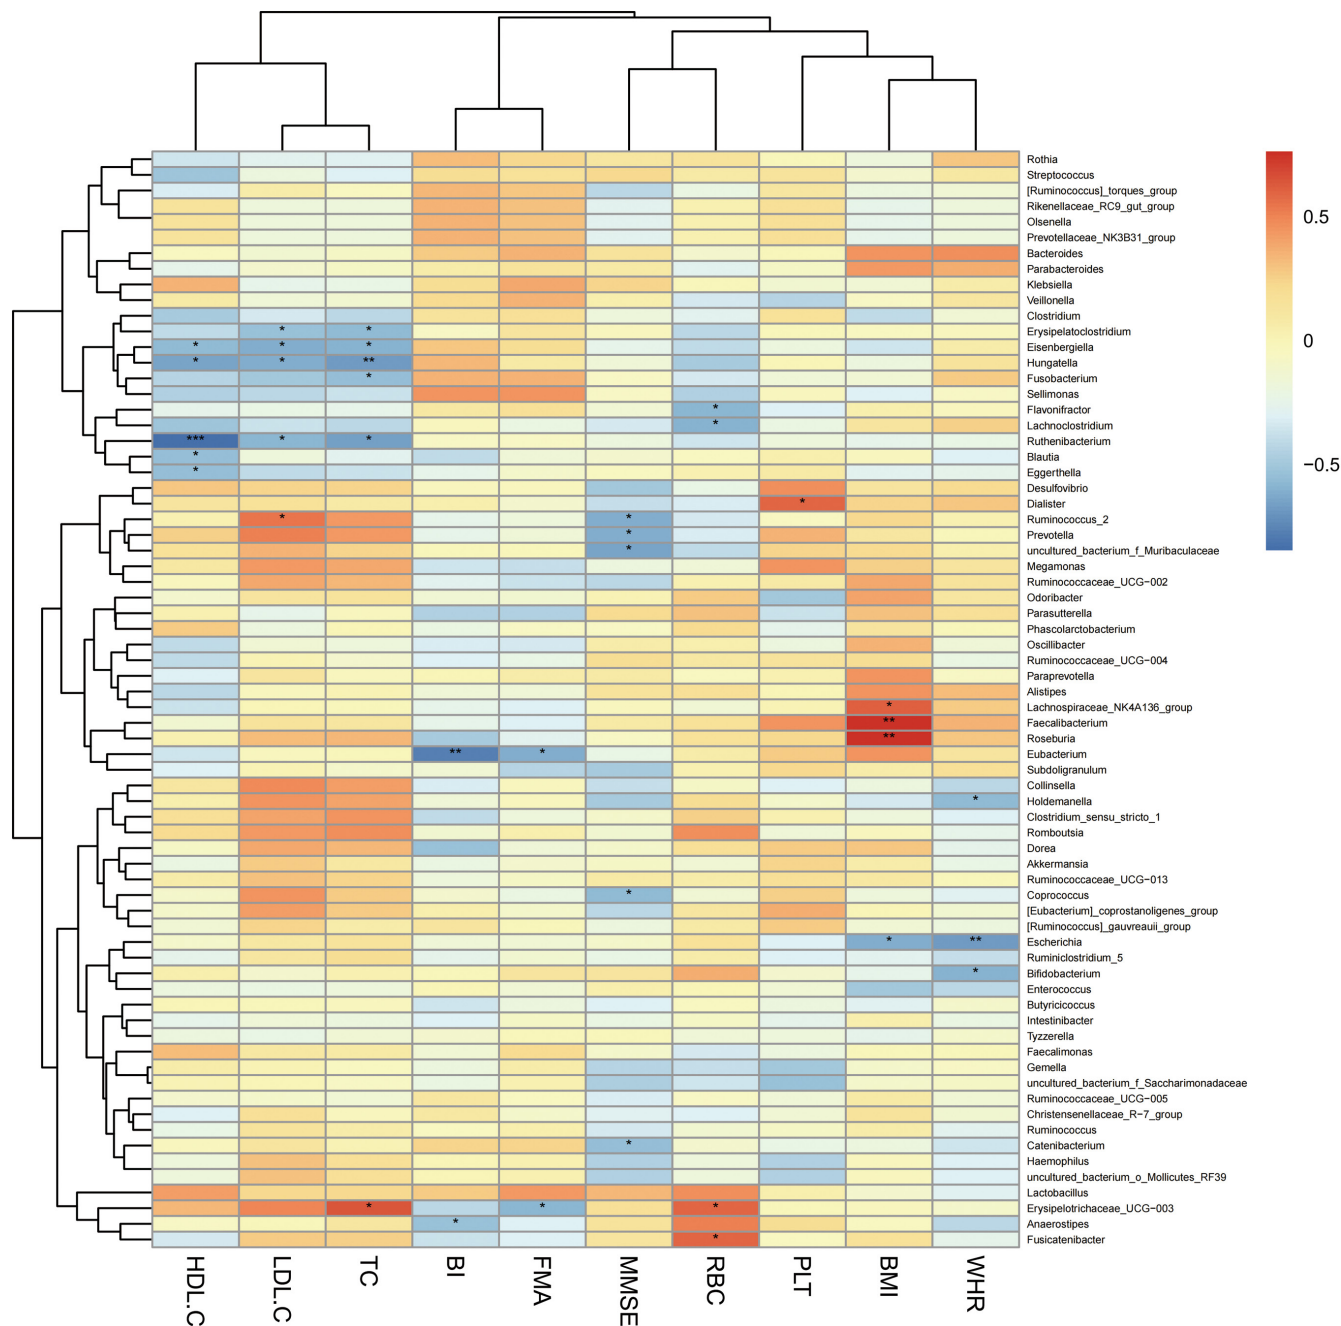 Rothia
Streptococcus
[Ruminococcus]_torques_group
Rikenellaceae_RC9_gut_group
Olsenella
Prevotellaceae_NK3B31_group
Bacteroides
Parabacteroides
Klebsiella
Veillonella
Clostridium
* * Erysipelatoclostridium
* * * Eisenbergiella
* * ** Hungatella
* Fusobacterium
Sellimonas
* Flavonifractor
* Lachnoclostridium
*** * * Ruthenibacterium
* Blautia
* Eggerthella
Desulfovibrio
* Dialister
* * Ruminococcus_2
* Prevotella
* uncultured_bacterium_f_Muribaculaceae
Megamonas
Ruminococcaceae_UCG−002
Odoribacter
Parasutterella
Phascolarctobacterium
Oscillibacter
Ruminococcaceae_UCG−004
Paraprevotella
Alistipes
* Lachnospiraceae_NK4A136_group
** Faecalibacterium
** Roseburia
** * Eubacterium
Subdoligranulum
Collinsella
* Holdemanella
Clostridium_sensu_stricto_1
Romboutsia
Dorea
Akkermansia
Ruminococcaceae_UCG−013
* Coprococcus
[Eubacterium]_coprostanoligenes_group
[Ruminococcus]_gauvreauii_group
* ** Escherichia
Ruminiclostridium_5
* Bifidobacterium
Enterococcus
Butyricicoccus
Intestinibacter
Tyzzerella
Faecalimonas
Gemella
uncultured_bacterium_f_Saccharimonadaceae
Ruminococcaceae_UCG−005
Christensenellaceae_R−7_group
Ruminococcus
* Catenibacterium
Haemophilus
uncultured_bacterium_o_Mollicutes_RF39
Lactobacillus
* * * Erysipelotrichaceae_UCG−003
* Anaerostipes
* Fusicatenibacter
HDL.C
LDL.C
TC
BI
FMA
MMSE
RBC
PLT
BMI
WHR
0.5
0
−0.5